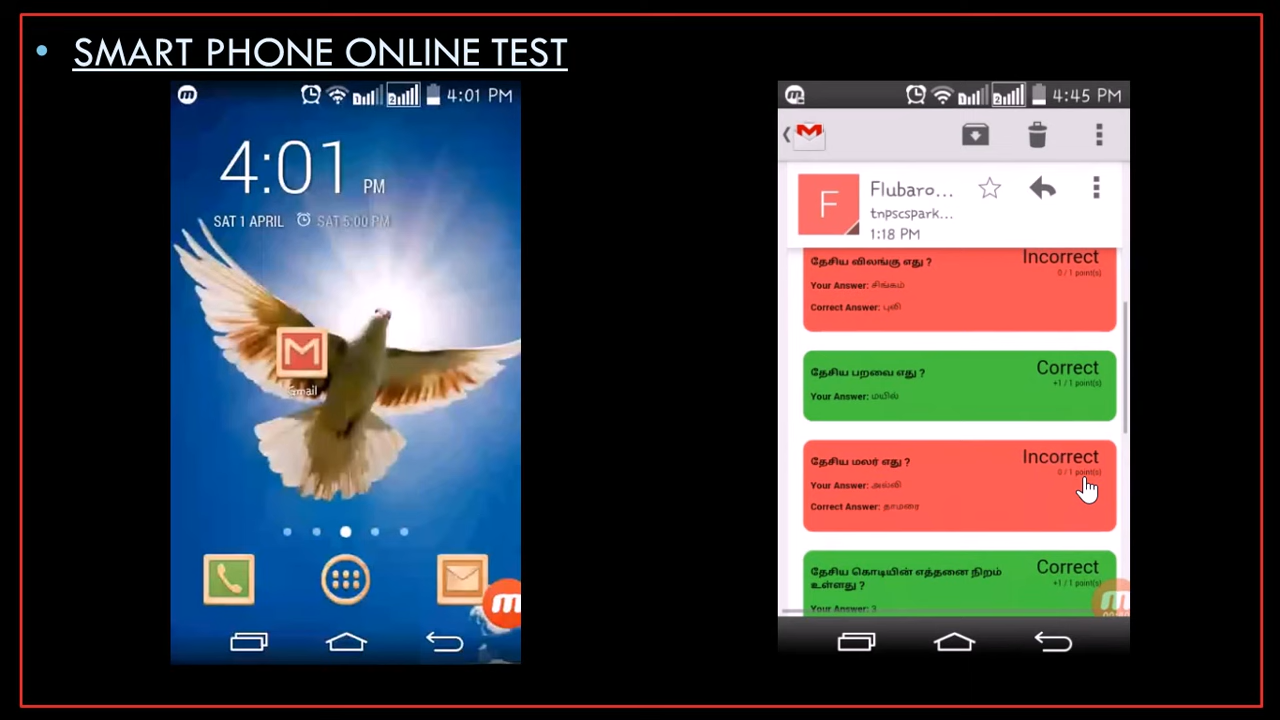 SMART PHONE ONLINE TEST
4:01 PM
4:01 PM
SAT 1 APRIL SAT 5:00 PM
Gmail
4:45 PM
F
Flubaro...
tnpscspark...
1:18 PM
தேசிய விலங்கு எது ?
Incorrect
0 / 1 point(s)
Your Answer: சிங்கம்
Correct Answer: புலி
தேசிய பறவை எது ?
Correct
+1 / 1 point(s)
Your Answer: மயில்
தேசிய மலர் எது ?
Incorrect
0 / 1 point(s)
Your Answer: அல்லி
Correct Answer: தாமரை
தேசிய கொடியின் எத்தனை நிறம்
உள்ளது ?
Correct
+1 / 1 point(s)
Your Answer: 3